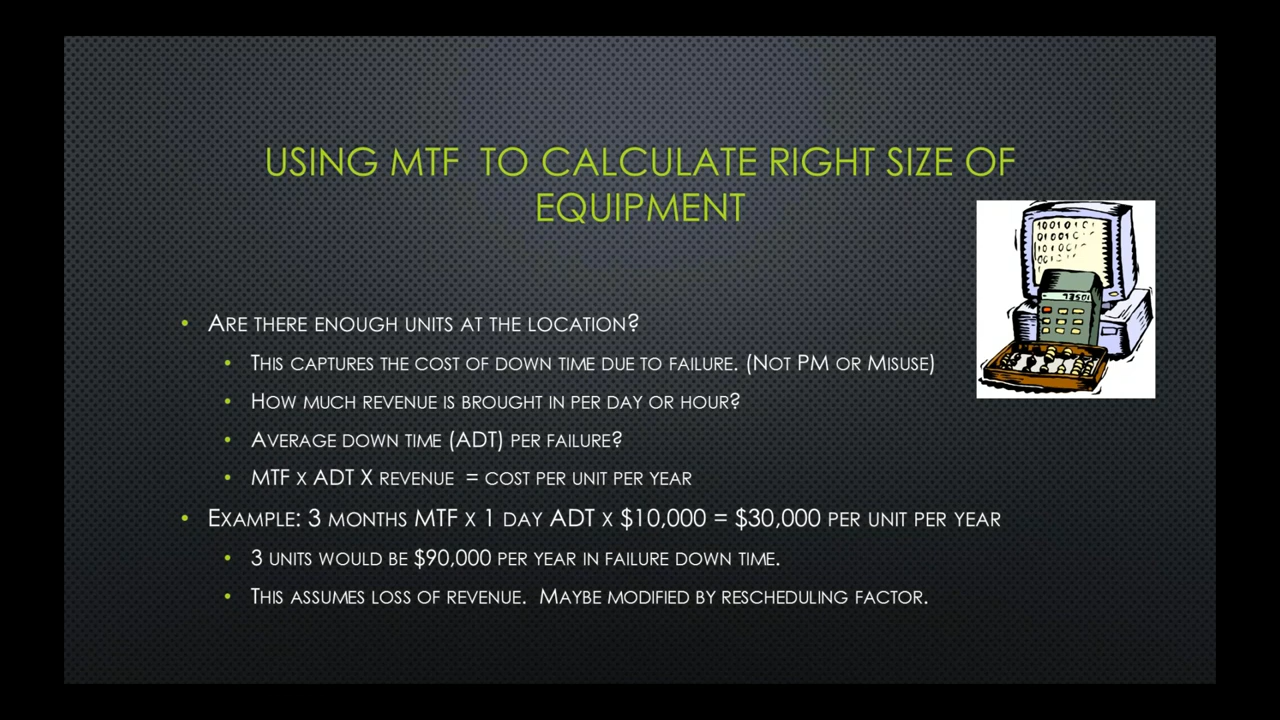 USING MTF TO CALCULATE RIGHT SIZE OF
EQUIPMENT
• ARE THERE ENOUGH UNITS AT THE LOCATION?
• THIS CAPTURES THE COST OF DOWN TIME DUE TO FAILURE. (NOT PM OR MISUSE)
• HOW MUCH REVENUE IS BROUGHT IN PER DAY OR HOUR?
• AVERAGE DOWN TIME (ADT) PER FAILURE?
• MTF X ADT X REVENUE = COST PER UNIT PER YEAR
• EXAMPLE: 3 MONTHS MTF X 1 DAY ADT X $10,000 = $30,000 PER UNIT PER YEAR
• 3 UNITS WOULD BE $90,000 PER YEAR IN FAILURE DOWN TIME.
• THIS ASSUMES LOSS OF REVENUE. MAYBE MODIFIED BY RESCHEDULING FACTOR.